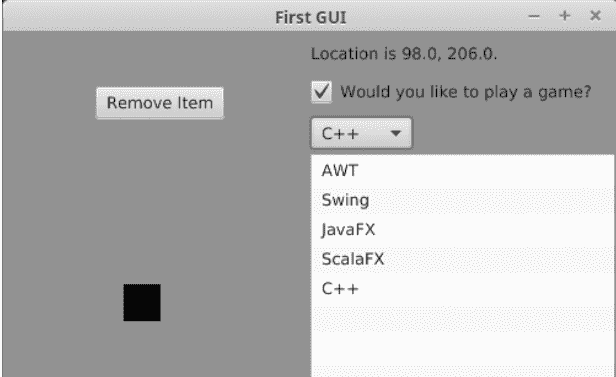 First GUI
Location is 98.0, 206.0.
Remove Item
Would you like to play a game?
C++
AWT
Swing
JavaFX
ScalaFX
C++